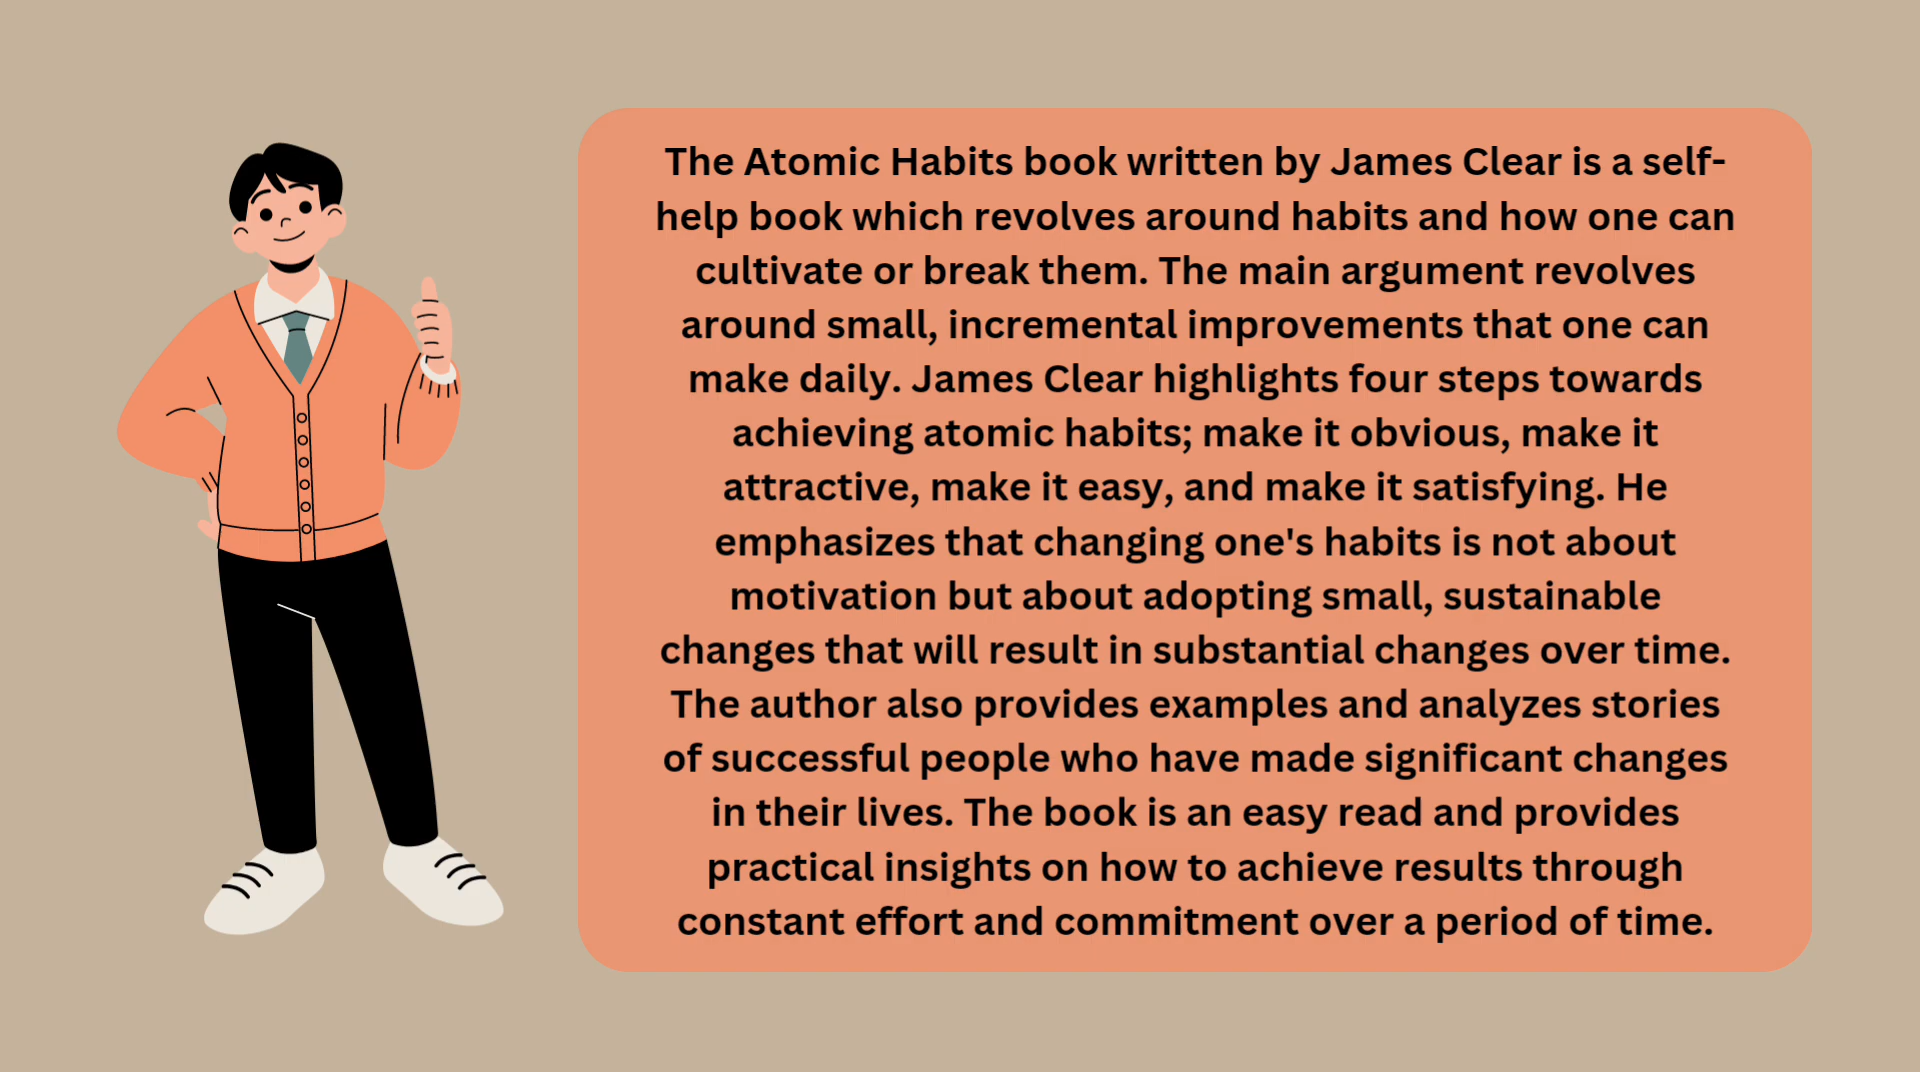 The Atomic Habits book written by James Clear is a self-
help book which revolves around habits and how one can
cultivate or break them. The main argument revolves
around small, incremental improvements that one can
make daily. James Clear highlights four steps towards
achieving atomic habits; make it obvious, make it
attractive, make it easy, and make it satisfying. He
emphasizes that changing one's habits is not about
motivation but about adopting small, sustainable
changes that will result in substantial changes over time.
The author also provides examples and analyzes stories
of successful people who have made significant changes
in their lives. The book is an easy read and provides
practical insights on how to achieve results through
constant effort and commitment over a period of time.